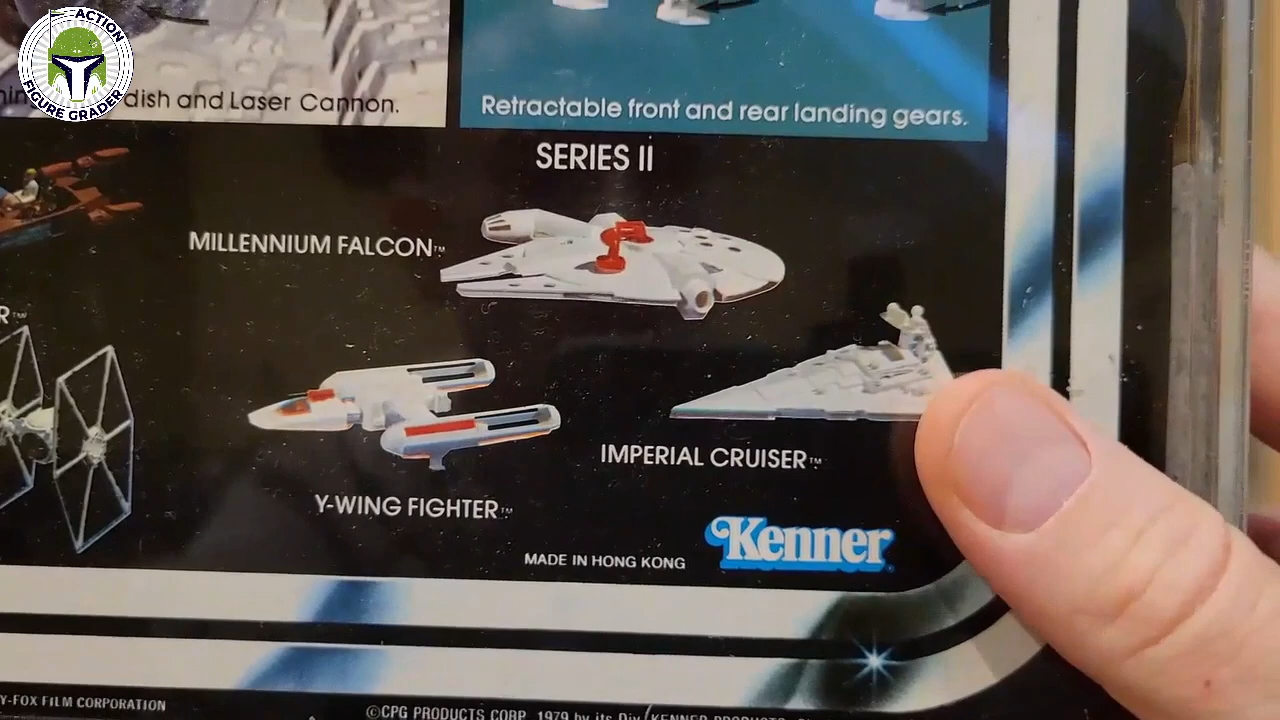 ACTION
FIGURE GRADER
dish and Laser Cannon.
Retractable front and rear landing gears.
SERIES II
MILLENNIUM FALCON™
R™
IMPERIAL CRUISER™
Y-WING FIGHTER™
MADE IN HONG KONG
Kenner
Y-FOX FILM CORPORATION
©CPG PRODUCTS CORP. 1979 by its Div